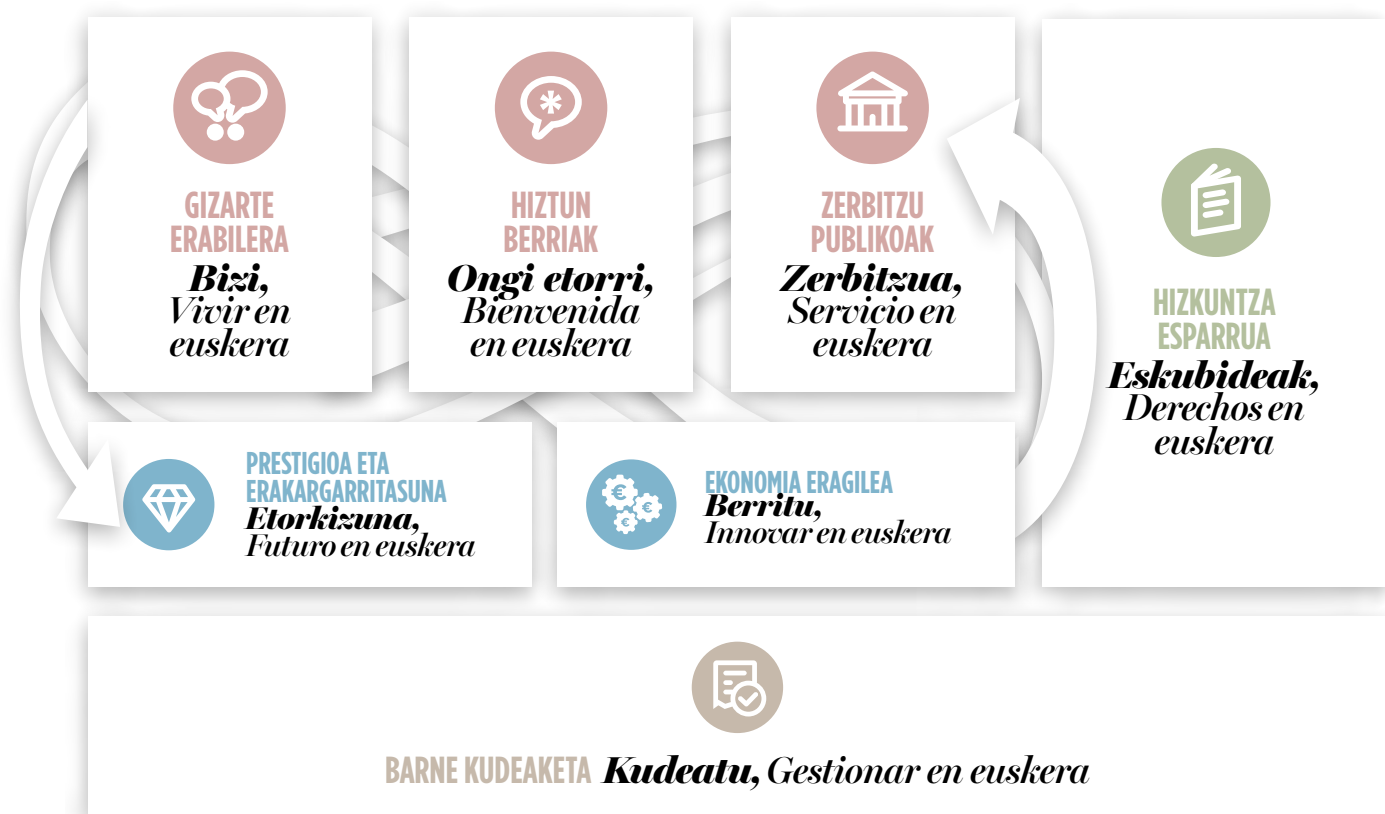 GIZARTE
ERABILERA
Bizi,
Vivir en
euskera
HIZTUN
BERRIAK
Ongi etorri,
Bienvenida
en euskera
ZERBITZU
PUBLIKOAK
Zerbitzua,
Servicio en
euskera
HIZKUNTZA
ESPARRUA
Eskubideak,
Derechos en
euskera
PRESTIGIOA ETA
ERAKARGARRITASUNA
Etorkizuna,
Futuro en euskera
EKONOMIA ERAGILEA
Berritu,
Innovar en euskera
BARNE KUDEAKETA Kudeatu, Gestionar en euskera